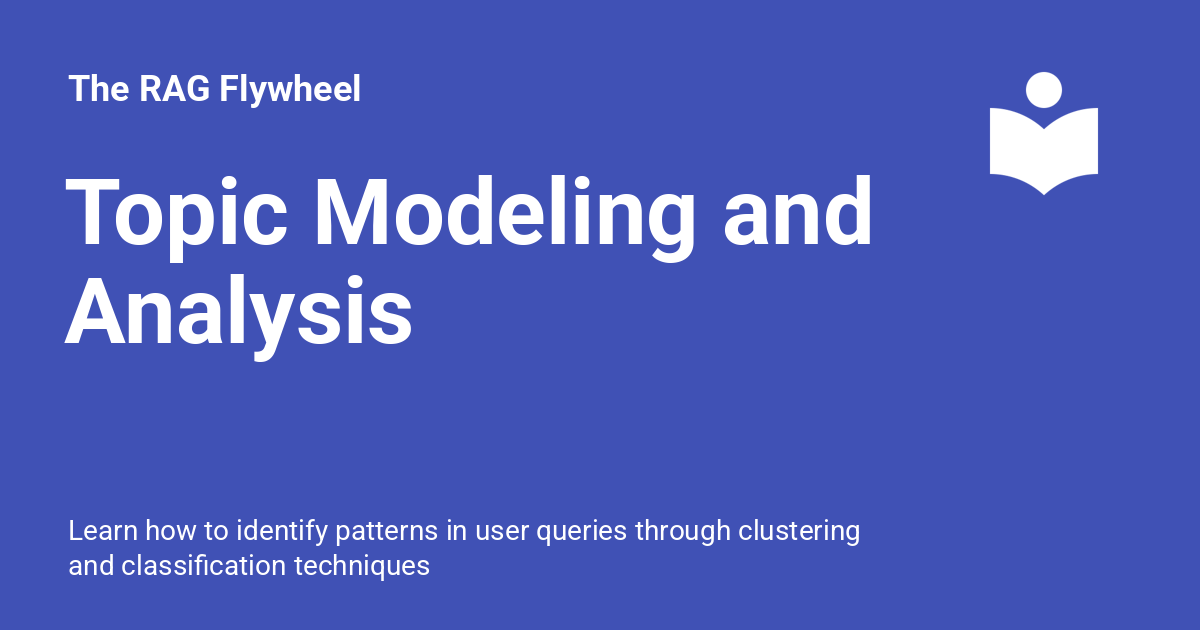 The RAG Flywheel
Topic Modeling and
Analysis
Learn how to identify patterns in user queries through clustering
and classification techniques